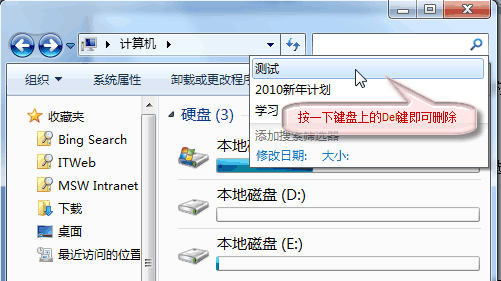 计算机
组织 系统属性 卸载或更改程序
测试
2010新年计划
学习
按一下键盘上的De键即可删除
添加搜索筛选器
修改日期: 大小:
收藏夹
Bing Search
ITWeb
MSW Intranet
下载
桌面
最近访问的位置
硬盘 (3)
本地
本地磁盘 (D:)
本地磁盘 (E:)